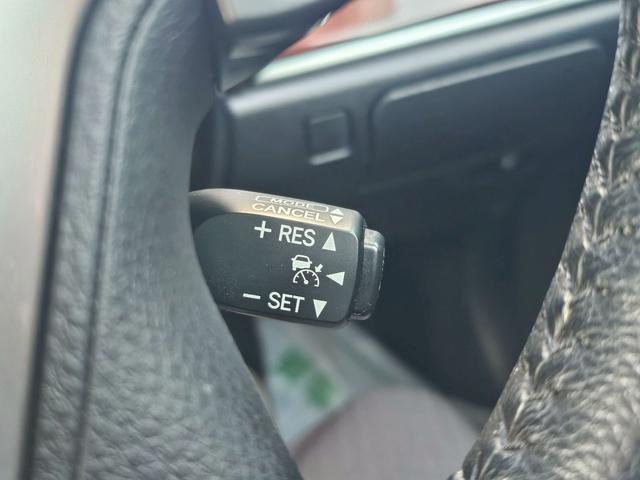 MODE
CANCEL
+ RES
− SET